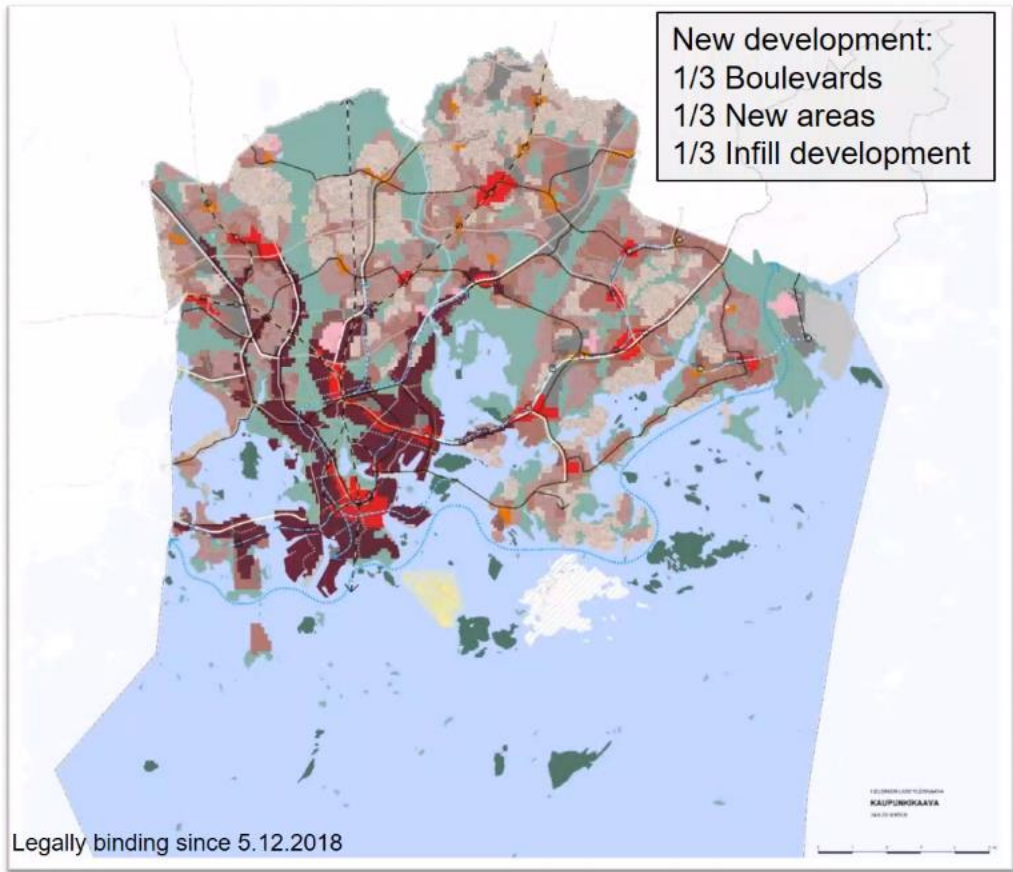 New development:
1/3 Boulevards
1/3 New areas
1/3 Infill development
KAUPUNKIKAAVA
Legally binding since 5.12.2018